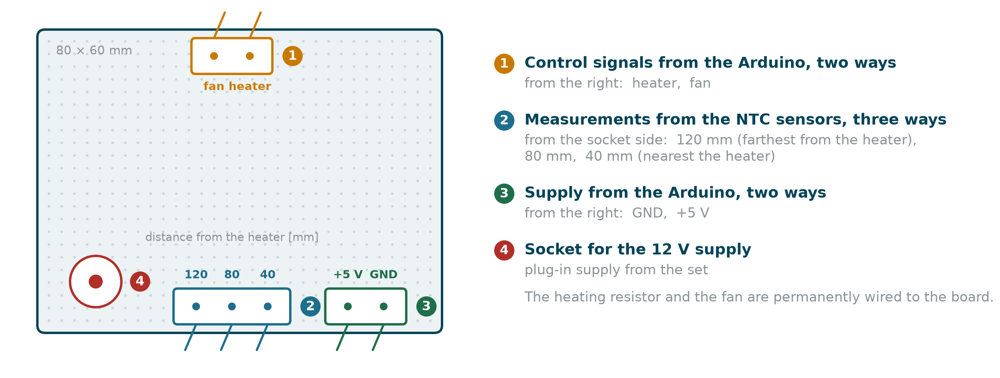 80 × 60 mm
1
fan heater
distance from the heater [mm]
120 80 40 +5 V GND
4
2
3
1 Control signals from the Arduino, two ways
from the right: heater, fan
2 Measurements from the NTC sensors, three ways
from the socket side: 120 mm (farthest from the heater),
80 mm, 40 mm (nearest the heater)
3 Supply from the Arduino, two ways
from the right: GND, +5 V
4 Socket for the 12 V supply
plug-in supply from the set
The heating resistor and the fan are permanently wired to the board.